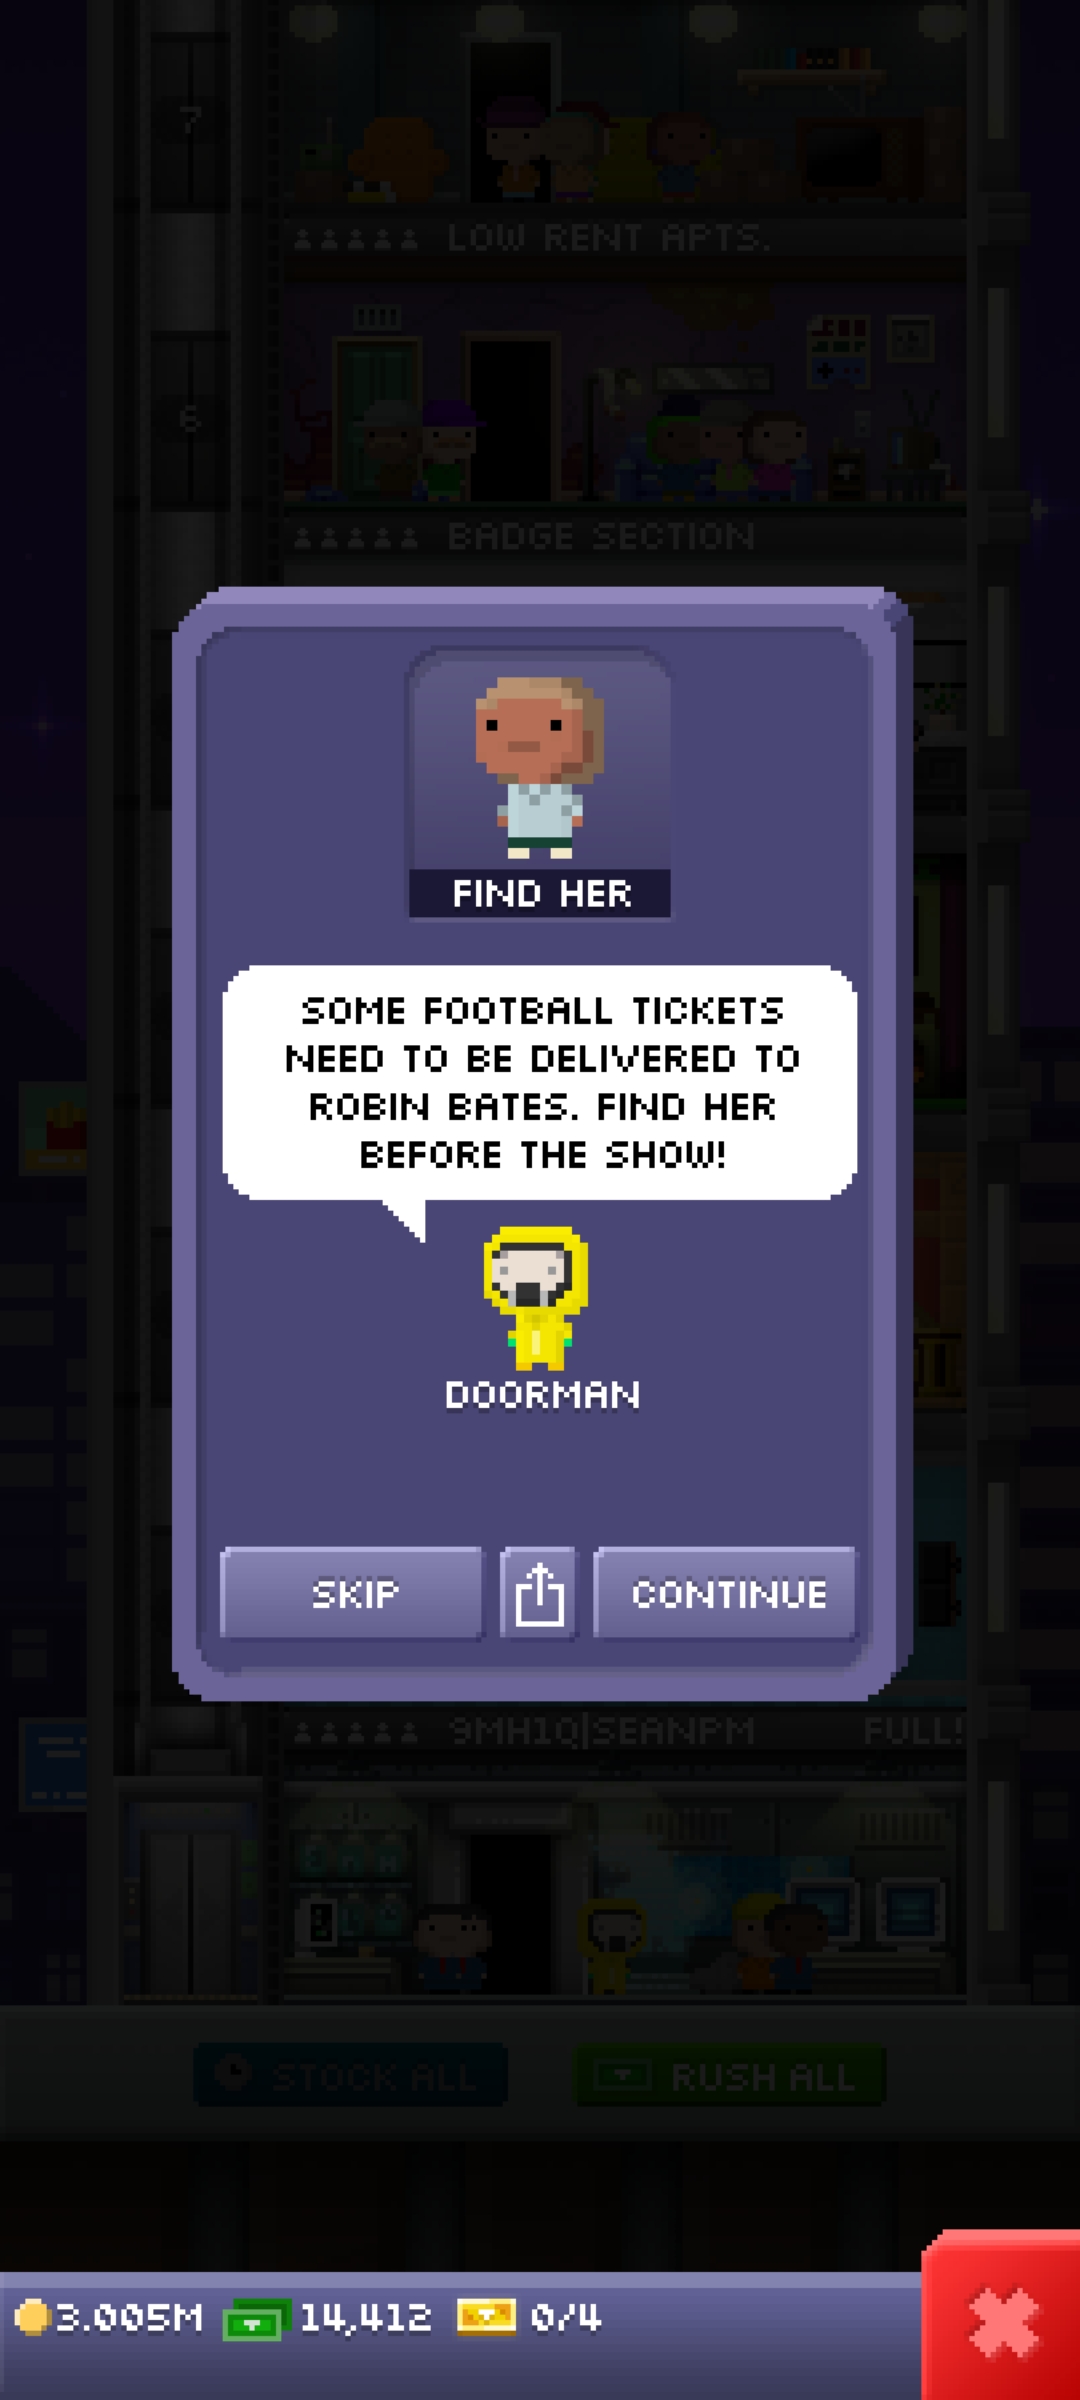 7
LOW RENT APTS.
6
BADGE SECTION
FIND HER
SOME FOOTBALL TICKETS
NEED TO BE DELIVERED TO
ROBIN BATES. FIND HER
BEFORE THE SHOW!
DOORMAN
SKIP
CONTINUE
9MH1Q|SEANPM FULL!
STOCK ALL
RUSH ALL
3.005M 14,412 0/4